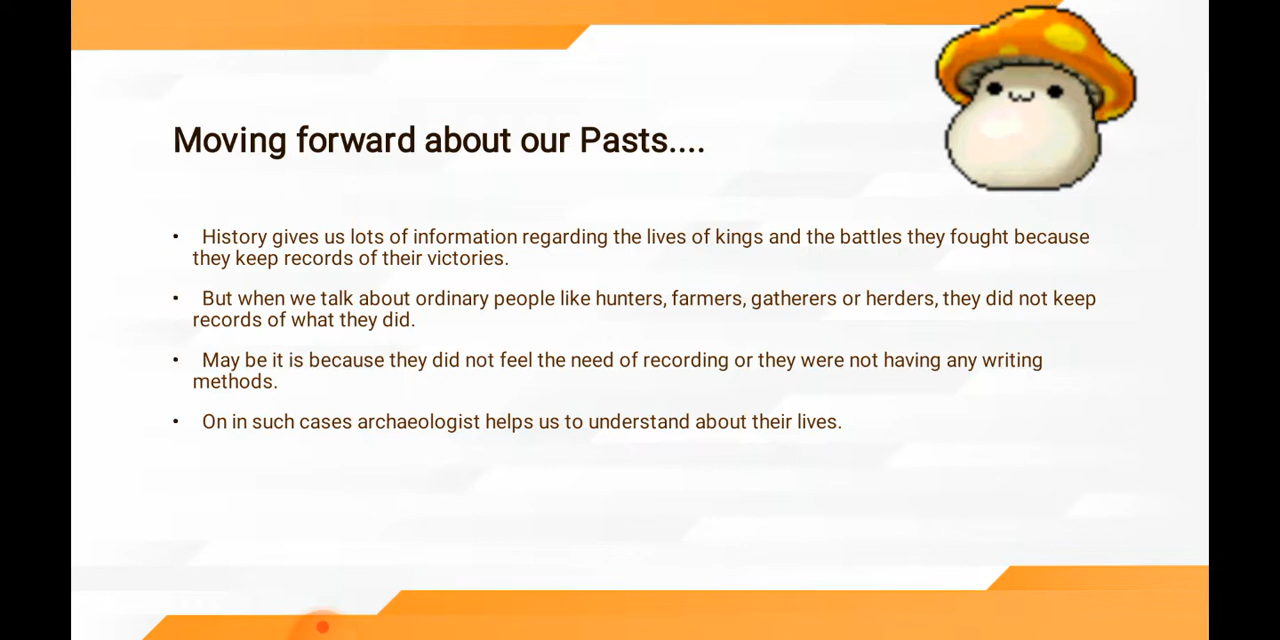 Moving forward about our Pasts....
• History gives us lots of information regarding the lives of kings and the battles they fought because
they keep records of their victories.
• But when we talk about ordinary people like hunters, farmers, gatherers or herders, they did not keep
records of what they did.
• May be it is because they did not feel the need of recording or they were not having any writing
methods.
• On in such cases archaeologist helps us to understand about their lives.